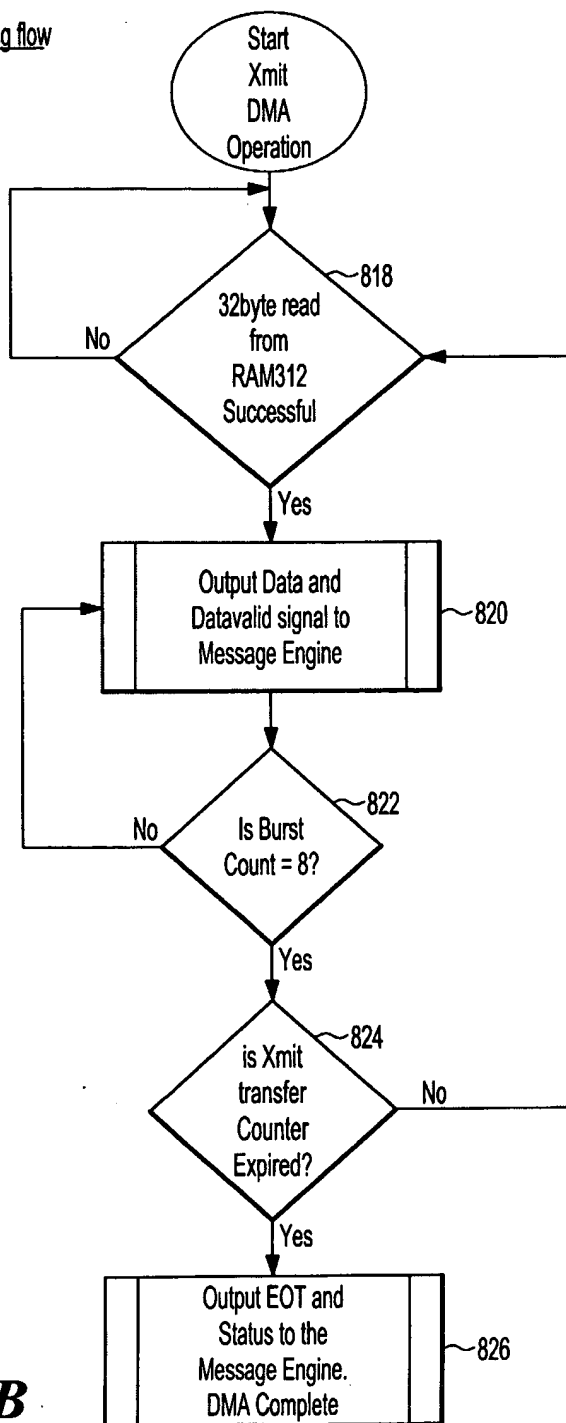 g flow
Start
Xmit
DMA
Operation
818
32byte read
from
RAM312
Successful
No
Yes
Output Data and
Datavalid signal to
Message Engine
820
822
No
Is Burst
Count = 8?
Yes
824
is Xmit
transfer
Counter
Expired?
No
Yes
Output EOT and
Status to the
Message Engine.
DMA Complete
826
B